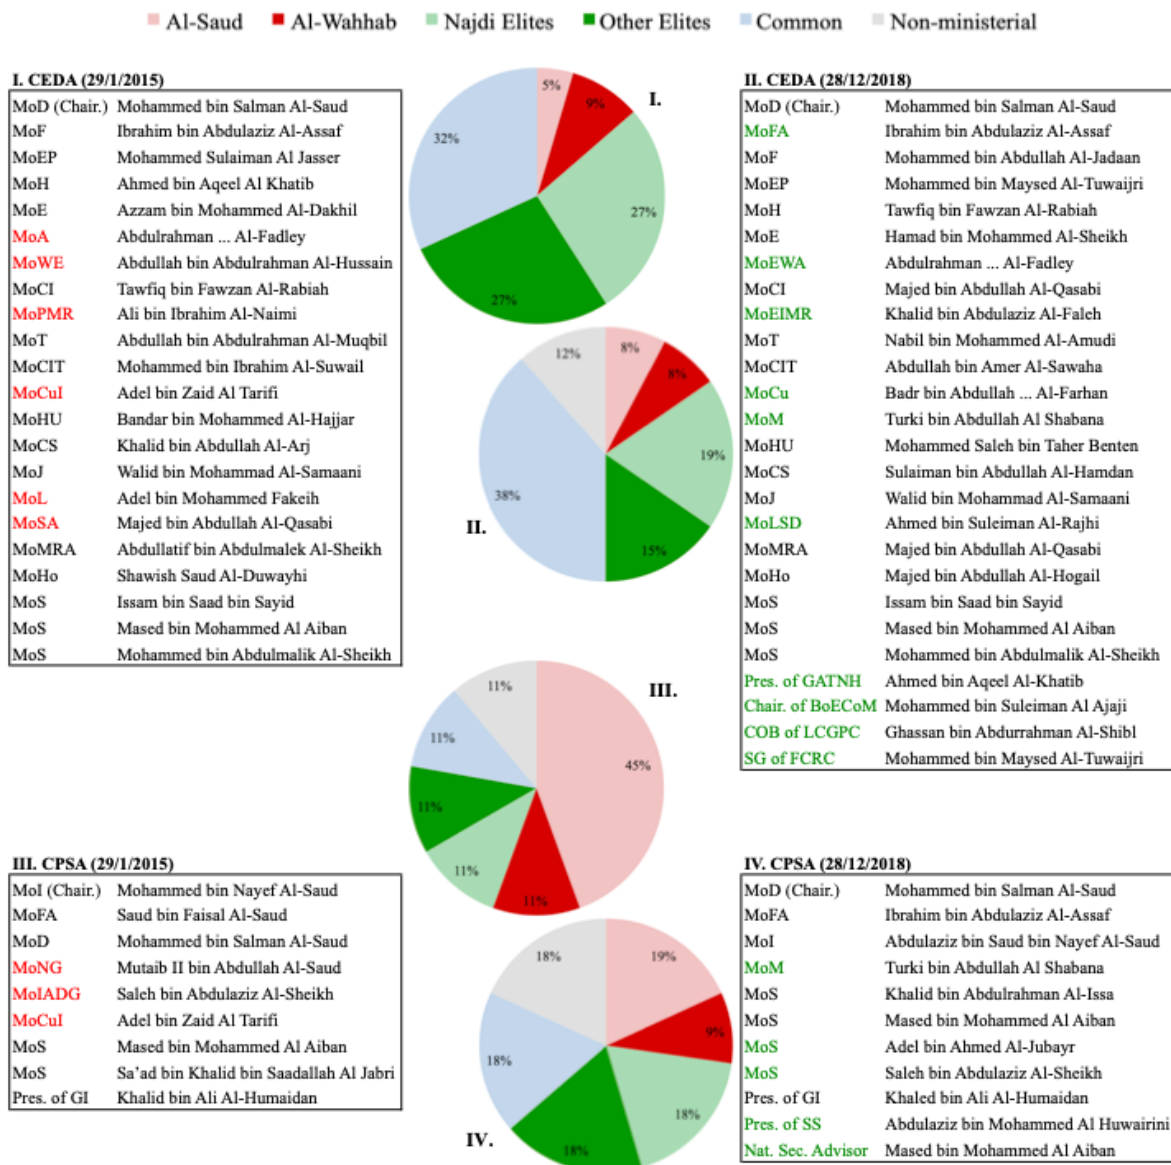 Al-Saud Al-Wahhab Najdi Elites Other Elites Common Non-ministerial
I. CEDA (29/1/2015)
MoD (Chair.) Mohammed bin Salman Al-Saud
MoF Ibrahim bin Abdulaziz Al-Assaf
MoEP Mohammed Sulaiman Al Jasser
MoH Ahmed bin Aqeel Al Khatib
MoE Azzam bin Mohammed Al-Dakhil
MoA Abdulrahman ... Al-Fadley
MoWE Abdullah bin Abdulrahman Al-Hussain
MoCI Tawfiq bin Fawzan Al-Rabiah
MoPMR Ali bin Ibrahim Al-Naimi
MoT Abdullah bin Abdulrahman Al-Muqbil
MoCIT Mohammed bin Ibrahim Al-Suwail
MoCuI Adel bin Zaid Al Tarifi
MoHU Bandar bin Mohammed Al-Hajjar
MoCS Khalid bin Abdullah Al-Arj
MoJ Walid bin Mohammad Al-Samaani
MoL Adel bin Mohammed Fakeih
MoSA Majed bin Abdullah Al-Qasabi
MoMRA Abdullatif bin Abdulmalek Al-Sheikh
MoHo Shawish Saud Al-Duwayhi
MoS Issam bin Saad bin Sayid
MoS Mased bin Mohammed Al Aiban
MoS Mohammed bin Abdulmalik Al-Sheikh
I.
5%
9%
27%
27%
32%
II. CEDA (28/12/2018)
MoD (Chair.) Mohammed bin Salman Al-Saud
MoFA Ibrahim bin Abdulaziz Al-Assaf
MoF Mohammed bin Abdullah Al-Jadaan
MoEP Mohammed bin Maysed Al-Tuwaijri
MoH Tawfiq bin Fawzan Al-Rabiah
MoE Hamad bin Mohammed Al-Sheikh
MoEWA Abdulrahman ... Al-Fadley
MoCI Majed bin Abdullah Al-Qasabi
MoEIMR Khalid bin Abdulaziz Al-Faleh
MoT Nabil bin Mohammed Al-Amudi
MoCIT Abdullah bin Amer Al-Sawaha
MoCu Badr bin Abdullah ... Al-Farhan
MoM Turki bin Abdullah Al Shabana
MoHU Mohammed Saleh bin Taher Benten
MoCS Sulaiman bin Abdullah Al-Hamdan
MoJ Walid bin Mohammad Al-Samaani
MoLSD Ahmed bin Suleiman Al-Rajhi
MoMRA Majed bin Abdullah Al-Qasabi
MoHo Majed bin Abdullah Al-Hogail
MoS Issam bin Saad bin Sayid
MoS Mased bin Mohammed Al Aiban
MoS Mohammed bin Abdulmalik Al-Sheikh
Pres. of GATNH Ahmed bin Aqeel Al-Khatib
Chair. of BoECoM Mohammed bin Suleiman Al Ajaji
COB of LCGPC Ghassan bin Abdurrahman Al-Shibl
SG of FCRC Mohammed bin Maysed Al-Tuwaijri
II.
8%
8%
19%
15%
38%
12%
III.
45%
11%
11%
11%
11%
11%
III. CPSA (29/1/2015)
MoI (Chair.) Mohammed bin Nayef Al-Saud
MoFA Saud bin Faisal Al-Saud
MoD Mohammed bin Salman Al-Saud
MoNG Mutaib II bin Abdullah Al-Saud
MoIADG Saleh bin Abdulaziz Al-Sheikh
MoCuI Adel bin Zaid Al Tarifi
MoS Mased bin Mohammed Al Aiban
MoS Sa'ad bin Khalid bin Saadallah Al Jabri
Pres. of GI Khalid bin Ali Al-Humaidan
IV.
19%
9%
18%
18%
18%
18%
IV. CPSA (28/12/2018)
MoD (Chair.) Mohammed bin Salman Al-Saud
MoFA Ibrahim bin Abdulaziz Al-Assaf
MoI Abdulaziz bin Saud bin Nayef Al-Saud
MoM Turki bin Abdullah Al Shabana
MoS Khalid bin Abdulrahman Al-Issa
MoS Mased bin Mohammed Al Aiban
MoS Adel bin Ahmed Al-Jubayr
MoS Saleh bin Abdulaziz Al-Sheikh
Pres. of GI Khaled bin Ali Al-Humaidan
Pres. of SS Abdulaziz bin Mohammed Al Huwairini
Nat. Sec. Advisor Mased bin Mohammed Al Aiban